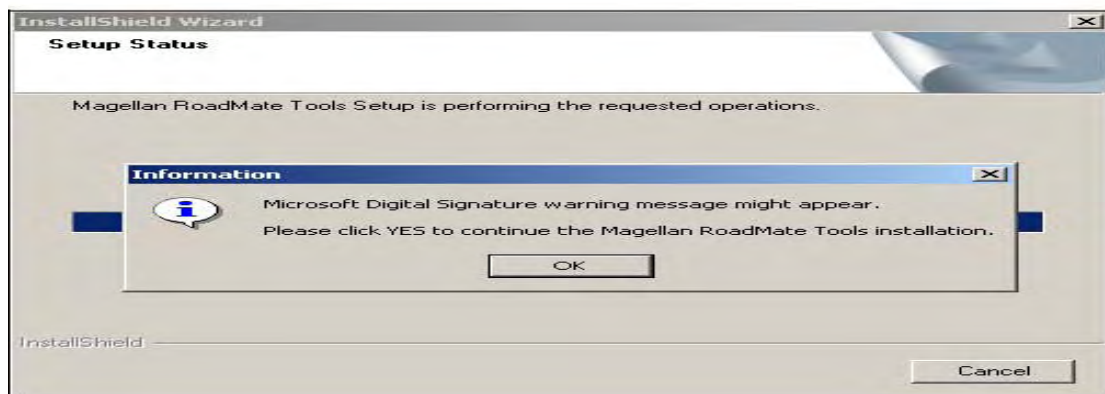 InstallShield Wizard
Setup Status
Magellan RoadMate Tools Setup is performing the requested operations.
Information
Microsoft Digital Signature warning message might appear.
Please click YES to continue the Magellan RoadMate Tools installation.
OK
InstallShield
Cancel